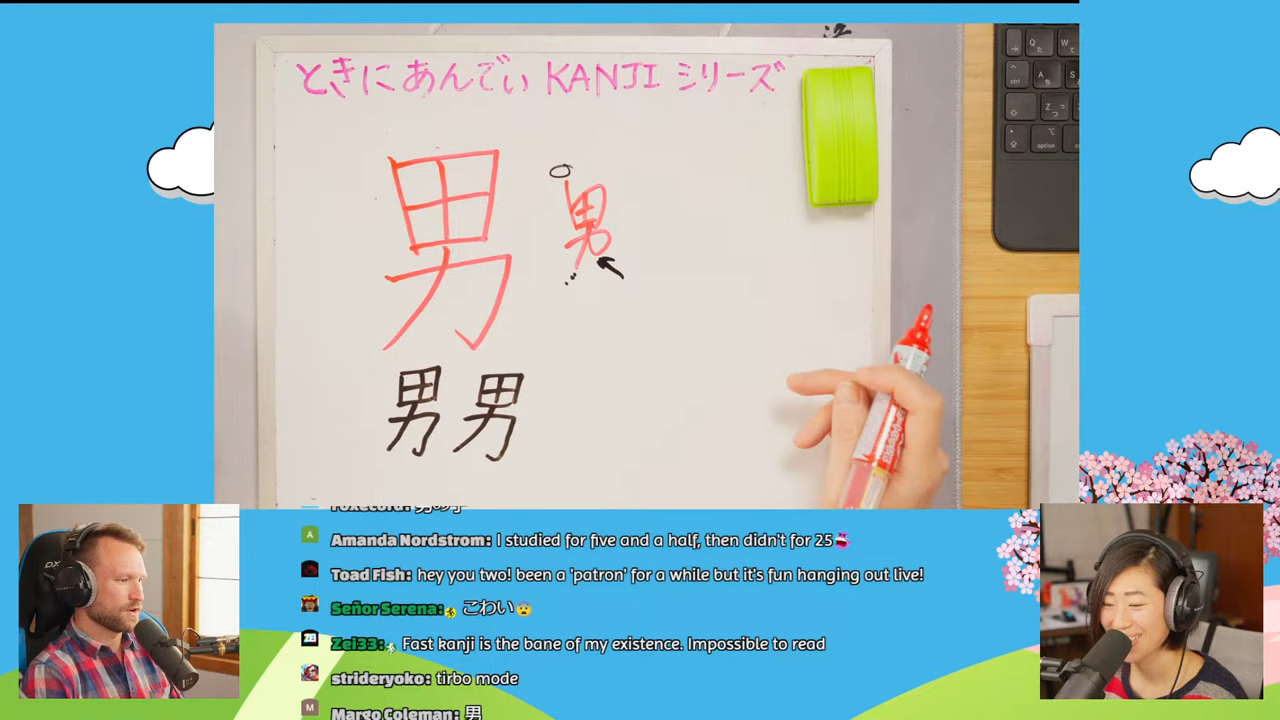 ときにあんでい KANJI シリーズ
男 男
男 男
Amanda Nordstrom: I studied for five and a half, then didn't for 25
Toad Fish: hey you two! been a 'patron' for a while but it's fun hanging out live!
Señor Serena: こわい
Zei33: Fast kanji is the bane of my existence. Impossible to read
strideryoko: tirbo mode
Margo Coleman: 男